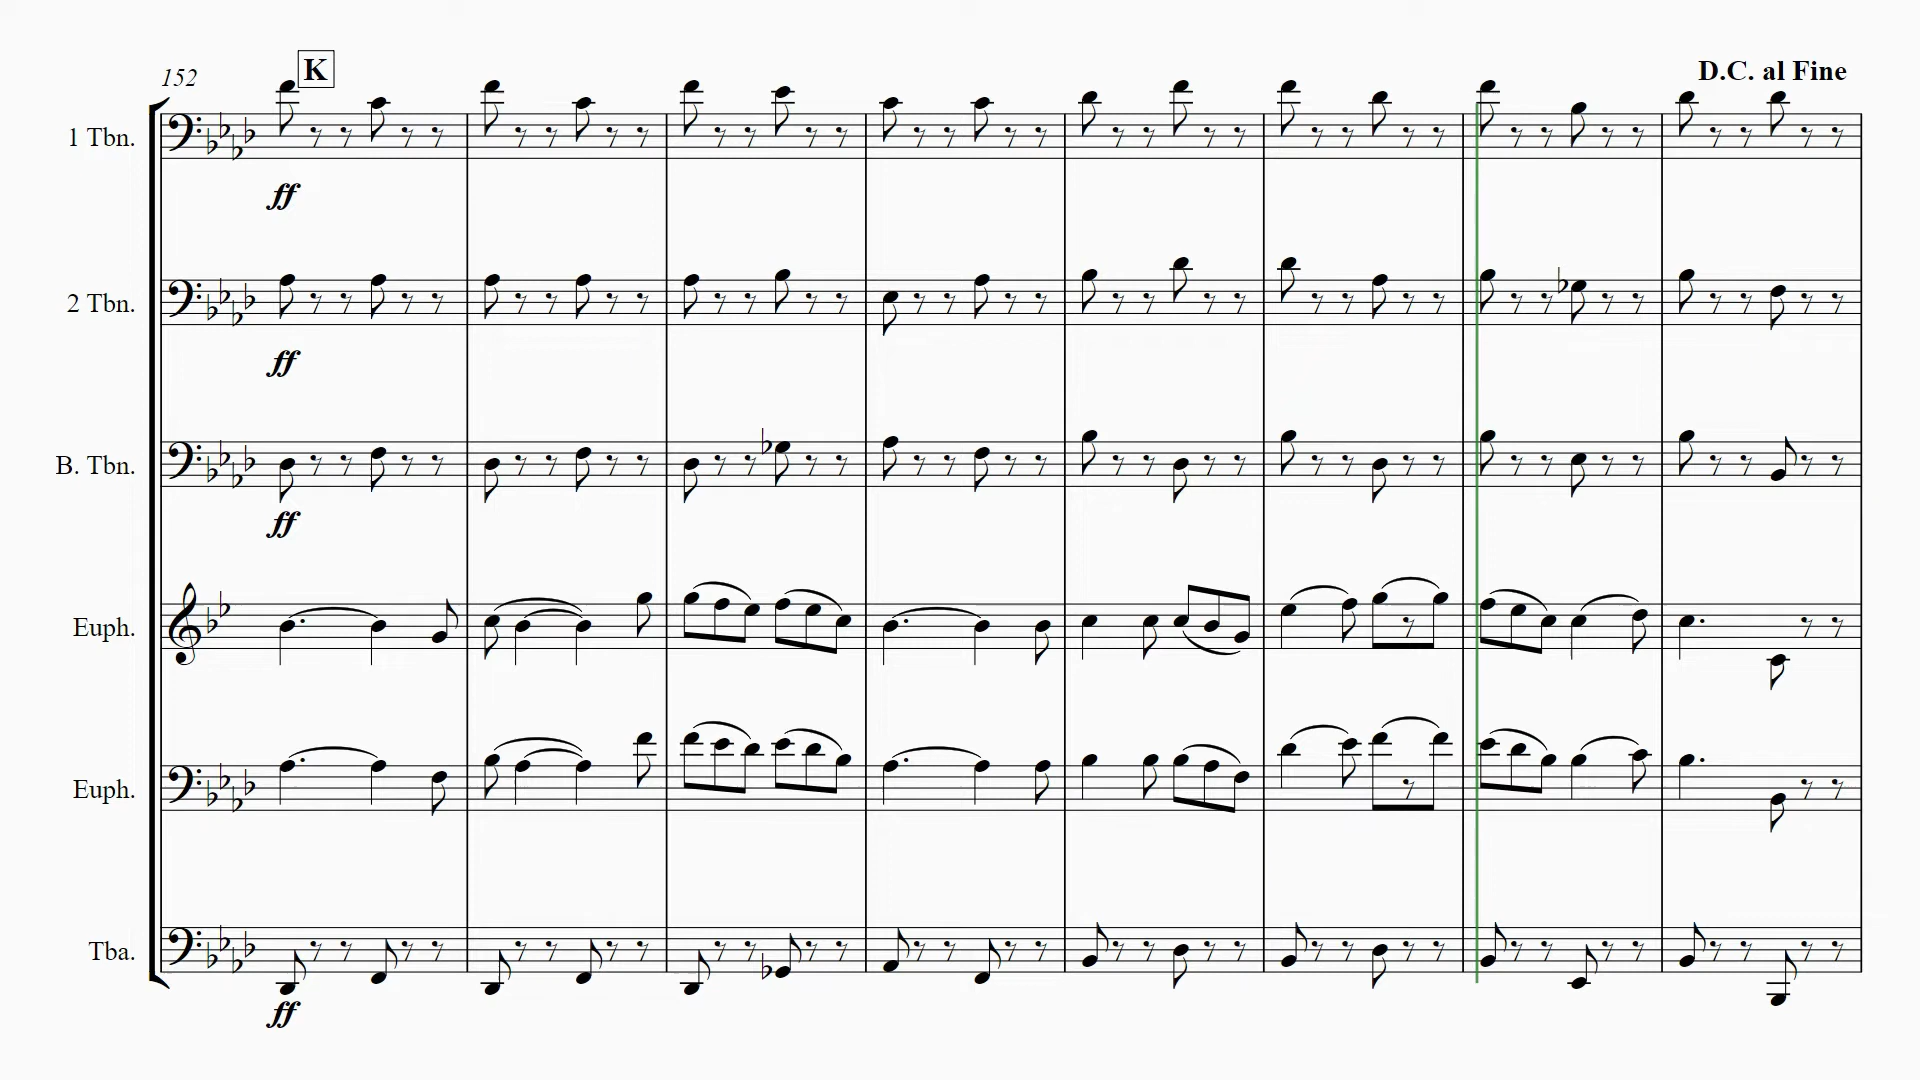 152 K D.C. al Fine
1 Tbn.
ff
2 Tbn.
ff
B. Tbn.
ff
Euph.
Euph.
Tba.
ff